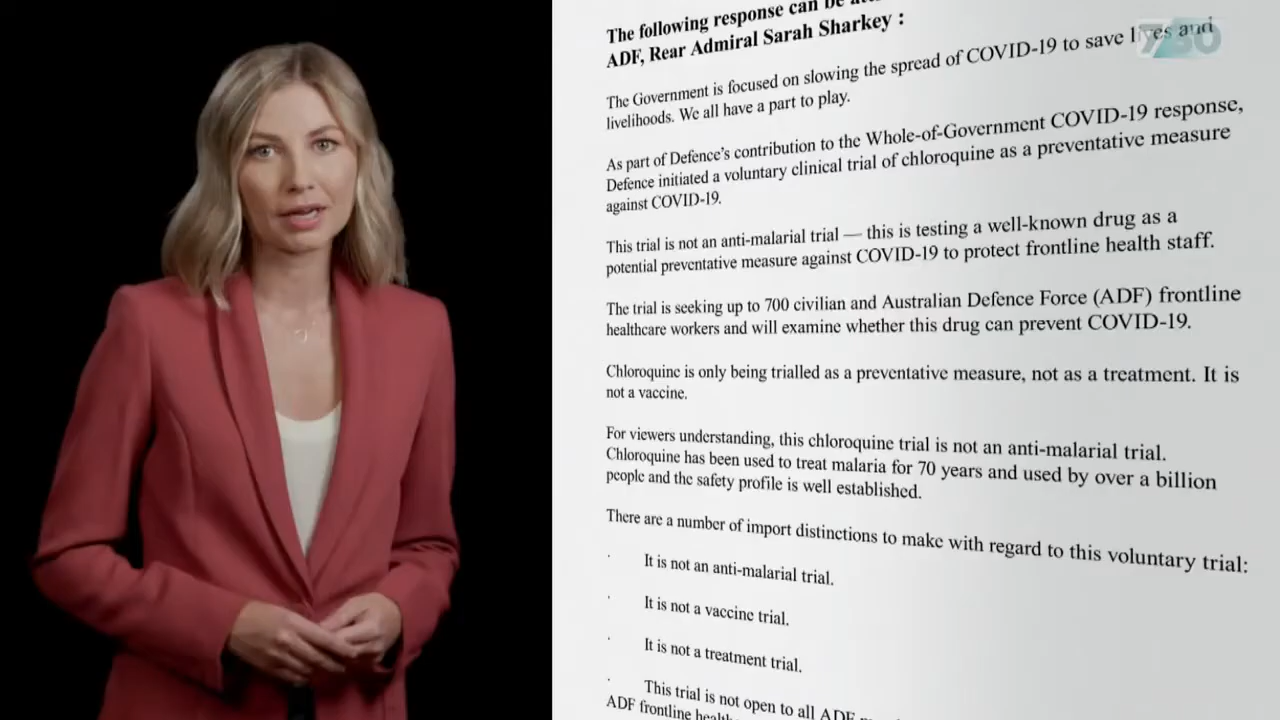 The following response can be
ADF, Rear Admiral Sarah Sharkey :
7.30
The Government is focused on slowing the spread of COVID-19 to save lives and
livelihoods. We all have a part to play.
As part of Defence's contribution to the Whole-of-Government COVID-19 response,
Defence initiated a voluntary clinical trial of chloroquine as a preventative measure
against COVID-19.
This trial is not an anti-malarial trial — this is testing a well-known drug as a
potential preventative measure against COVID-19 to protect frontline health staff.
The trial is seeking up to 700 civilian and Australian Defence Force (ADF) frontline
healthcare workers and will examine whether this drug can prevent COVID-19.
Chloroquine is only being trialled as a preventative measure, not as a treatment. It is
not a vaccine.
For viewers understanding, this chloroquine trial is not an anti-malarial trial.
Chloroquine has been used to treat malaria for 70 years and used by over a billion
people and the safety profile is well established.
There are a number of import distinctions to make with regard to this voluntary trial:
· It is not an anti-malarial trial.
· It is not a vaccine trial.
· It is not a treatment trial.
· This trial is not open to all ADF
ADF frontline